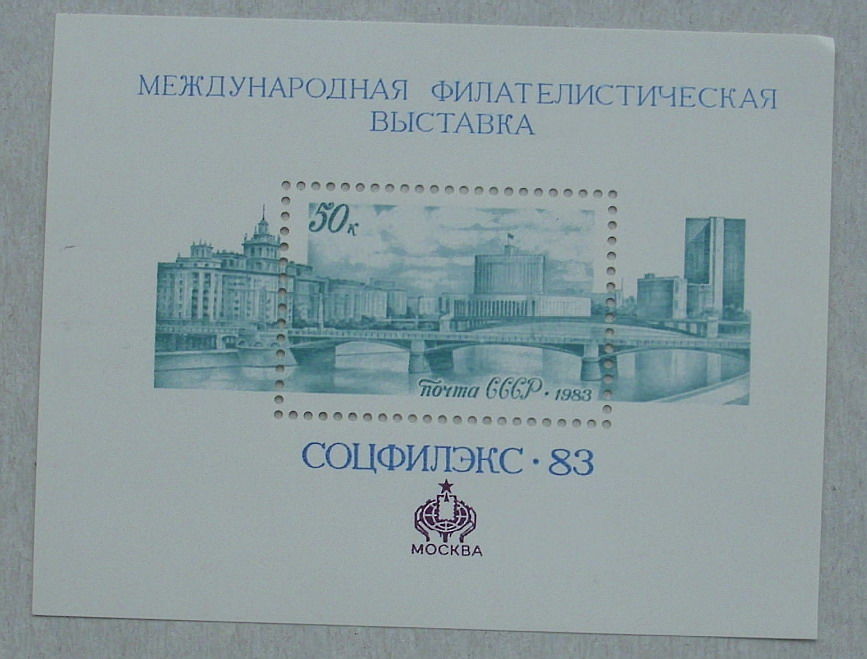 МЕЖДУНАРОДНАЯ ФИЛАТЕЛИСТИЧЕСКАЯ
ВЫСТАВКА
50к
почта СССР · 1983
СОЦФИЛЭКС · 83
МОСКВА